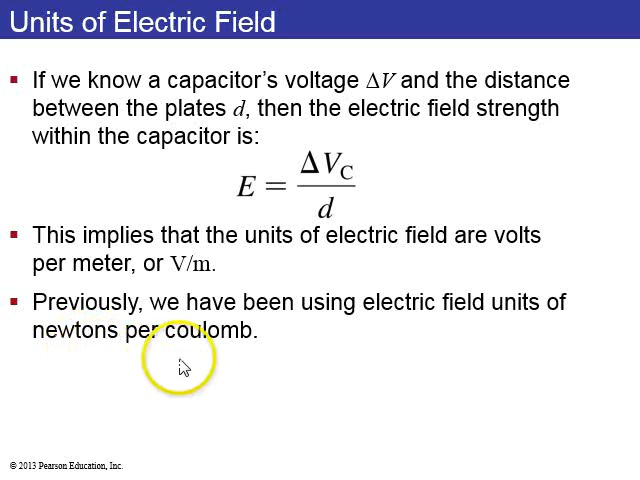 Units of Electric Field
▪ If we know a capacitor’s voltage ΔV and the distance
between the plates d, then the electric field strength
within the capacitor is:
E = ΔV_C / d
▪ This implies that the units of electric field are volts
per meter, or V/m.
▪ Previously, we have been using electric field units of
newtons per coulomb.
© 2013 Pearson Education, Inc.